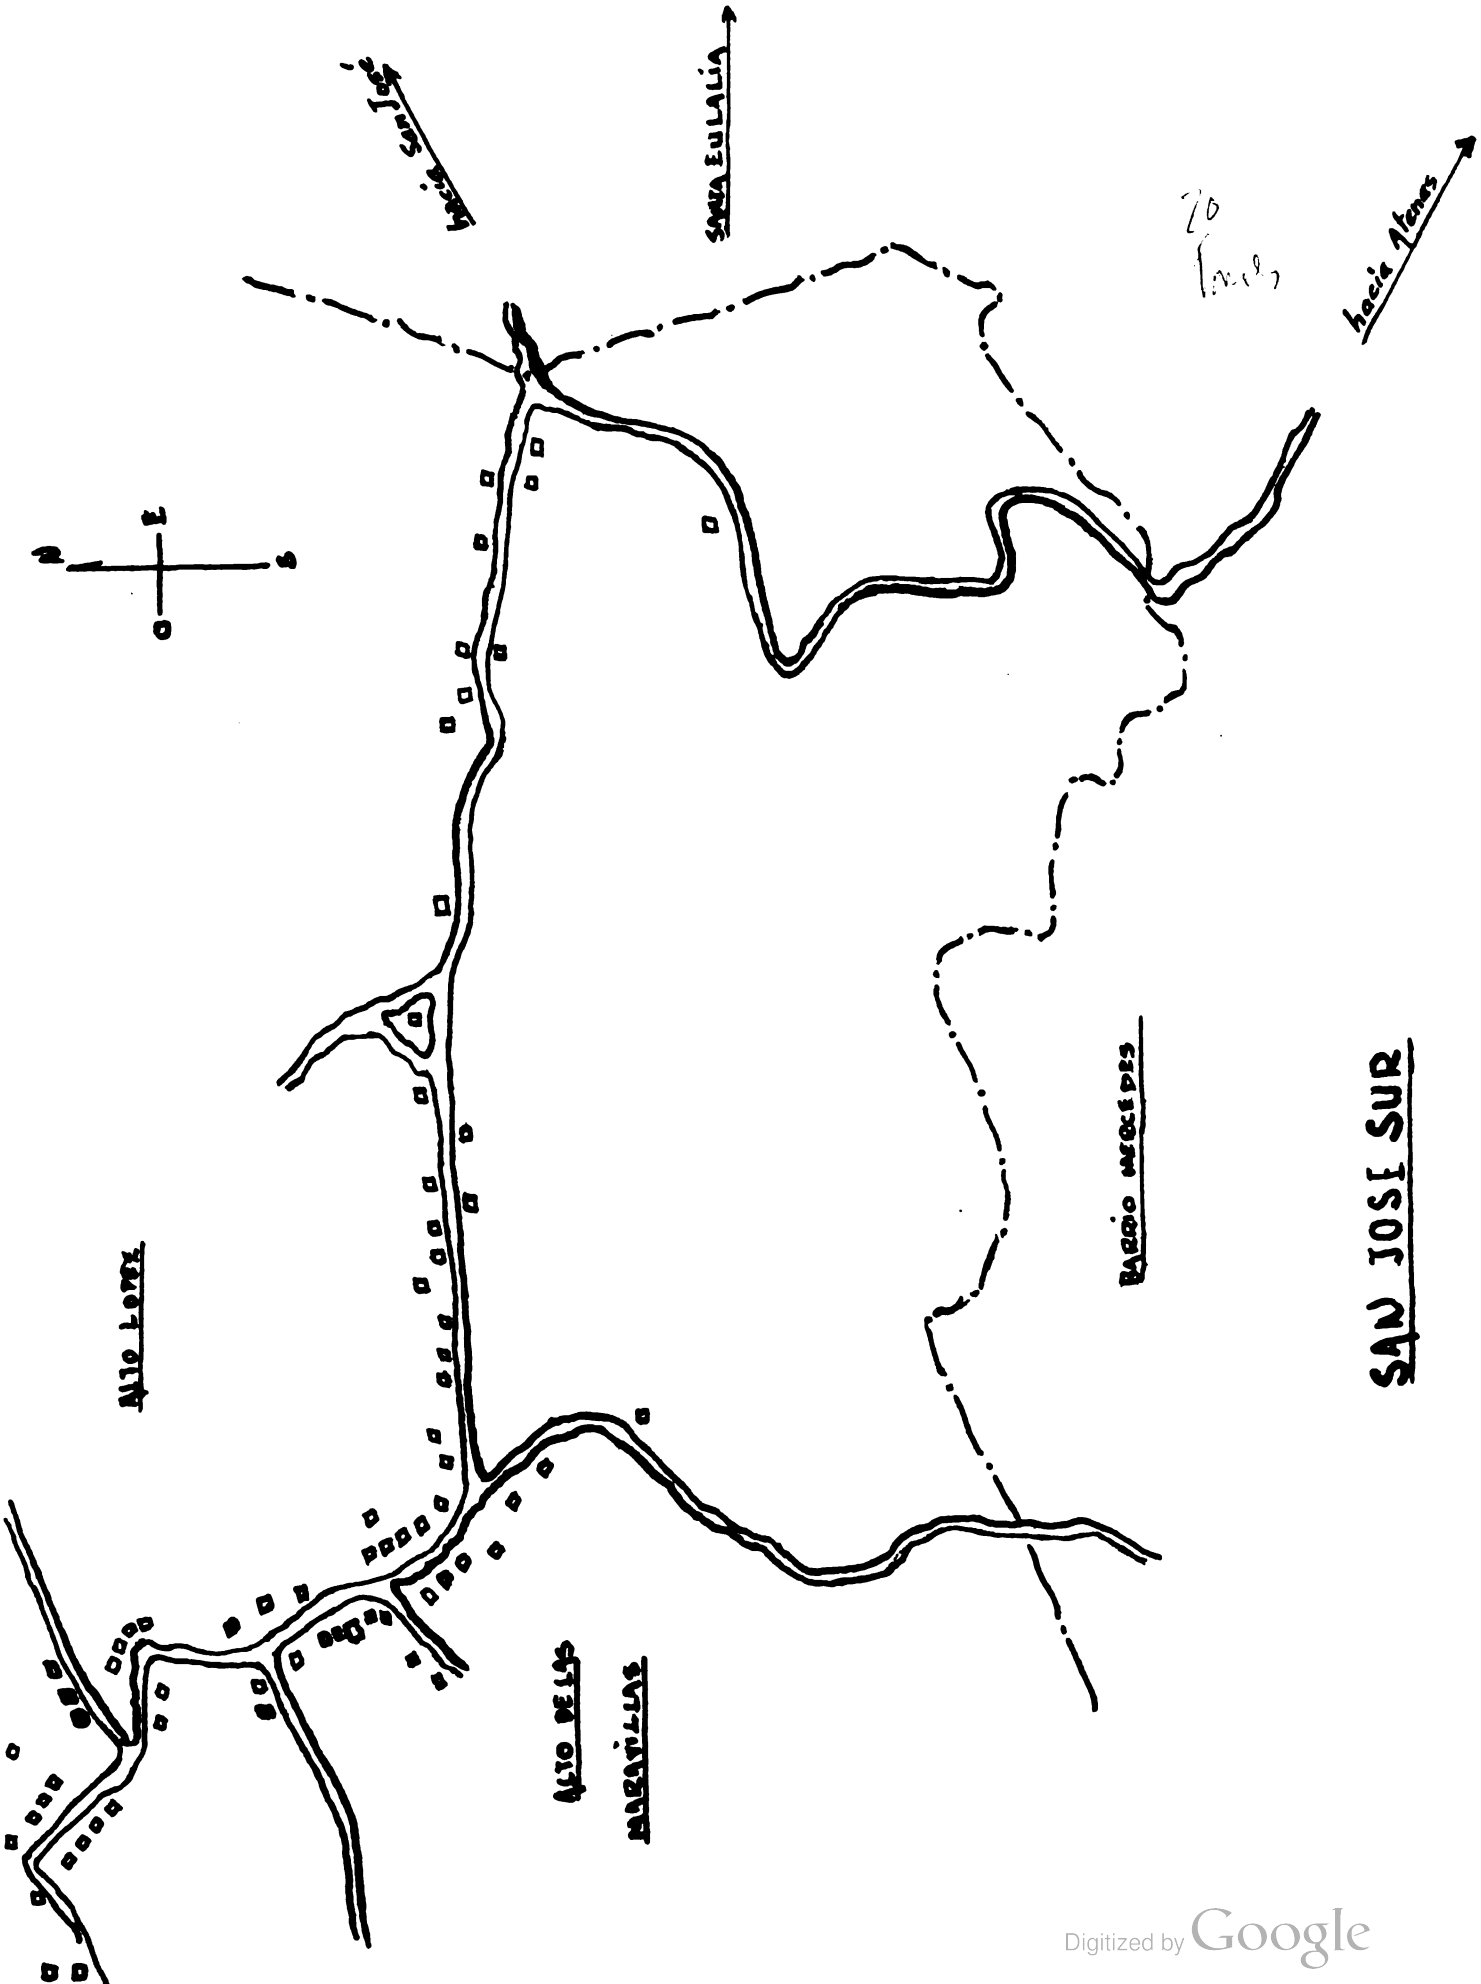 hacia San José
SANTA EULALIA
hacia Atenas
20
N
E
S
O
ALTO LOPEZ
BARRIO MERCEDES
SAN JOSE SUR
ALTO DE LAS
MARAVILLAS
Digitized by Google